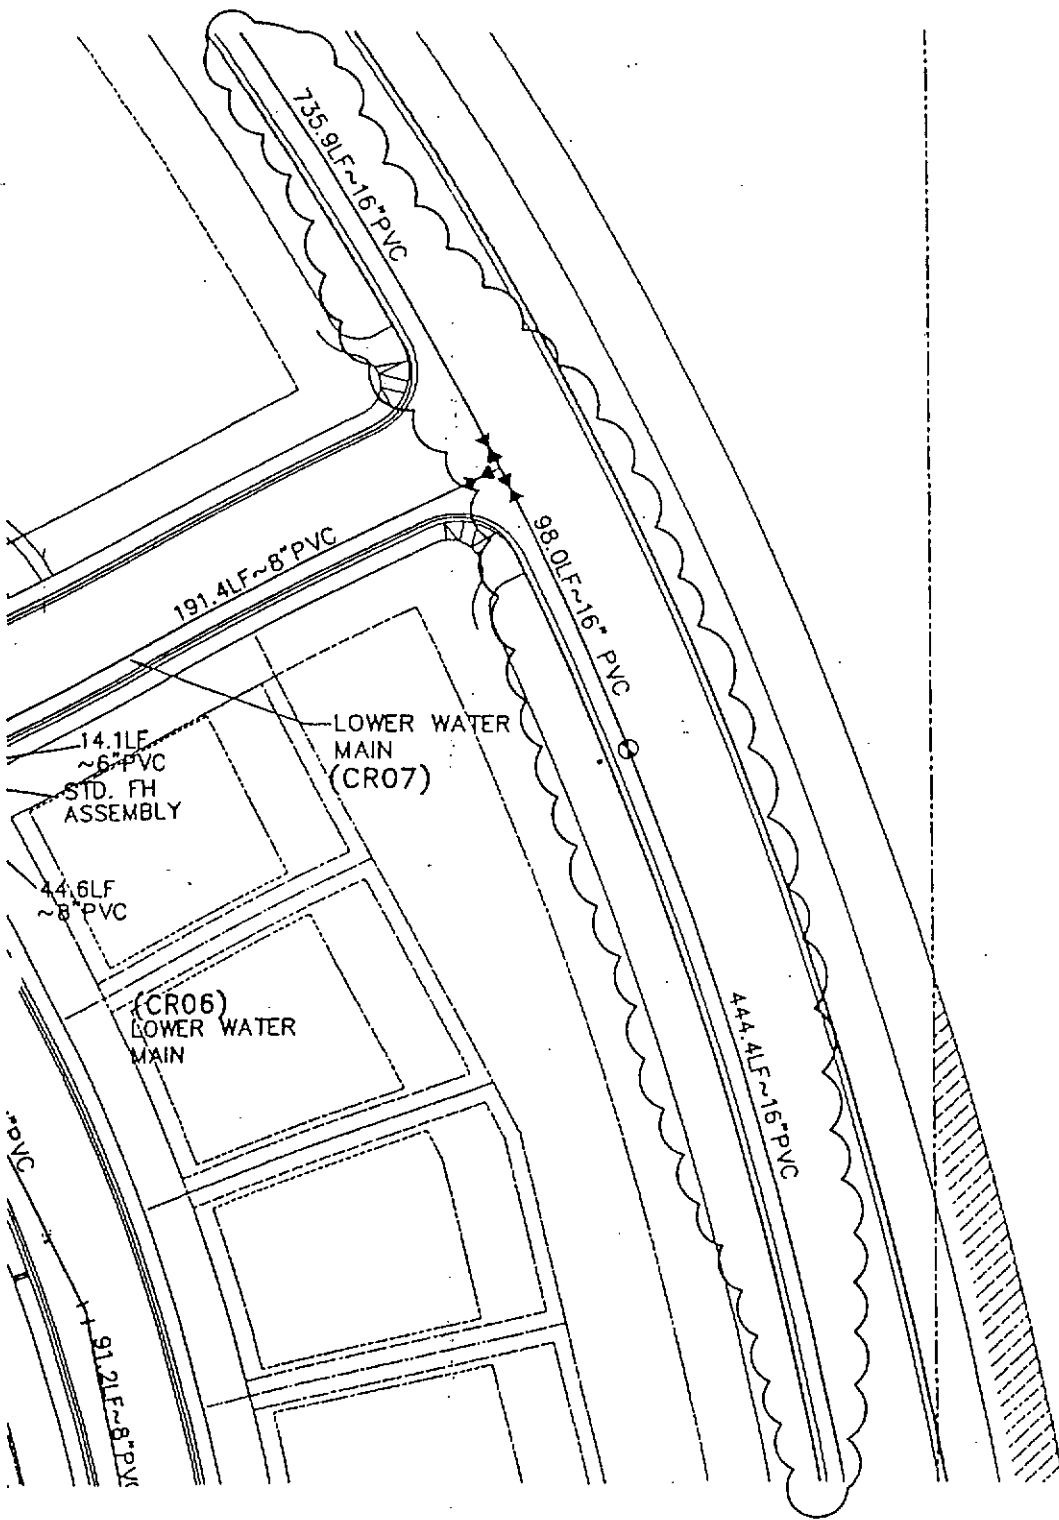 735.9LF~16"PVC
98.0LF~16" PVC
191.4LF~8"PVC
LOWER WATER
MAIN
(CR07)
14.1LF
~6"PVC
STD. FH
ASSEMBLY
44.6LF
~8"PVC
(CR06)
LOWER WATER
MAIN
444.4LF~16"PVC
"PVC
91.2LF~8"PVC